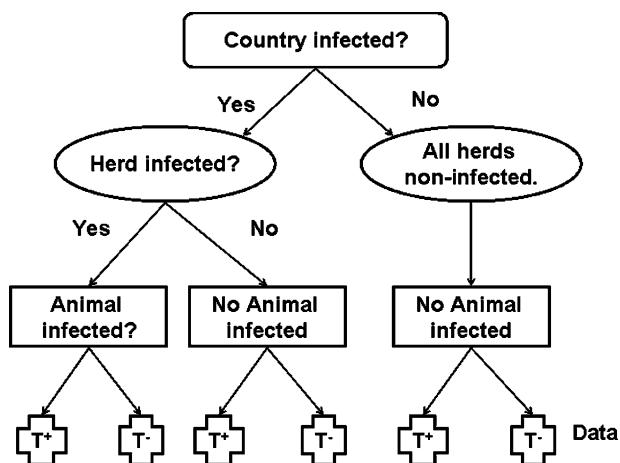 Country infected?
Yes
No
Herd infected?
All herds
non-infected.
Yes
No
Animal
infected?
No Animal
infected
No Animal
infected
T⁺
T⁻
T⁺
T⁻
T⁺
T⁻
Data